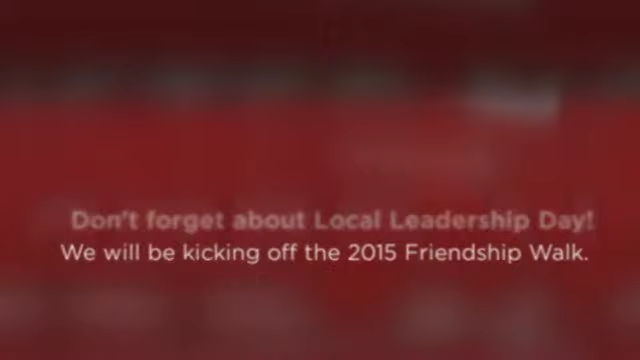 Don't forget about Local Leadership Day!
We will be kicking off the 2015 Friendship Walk.